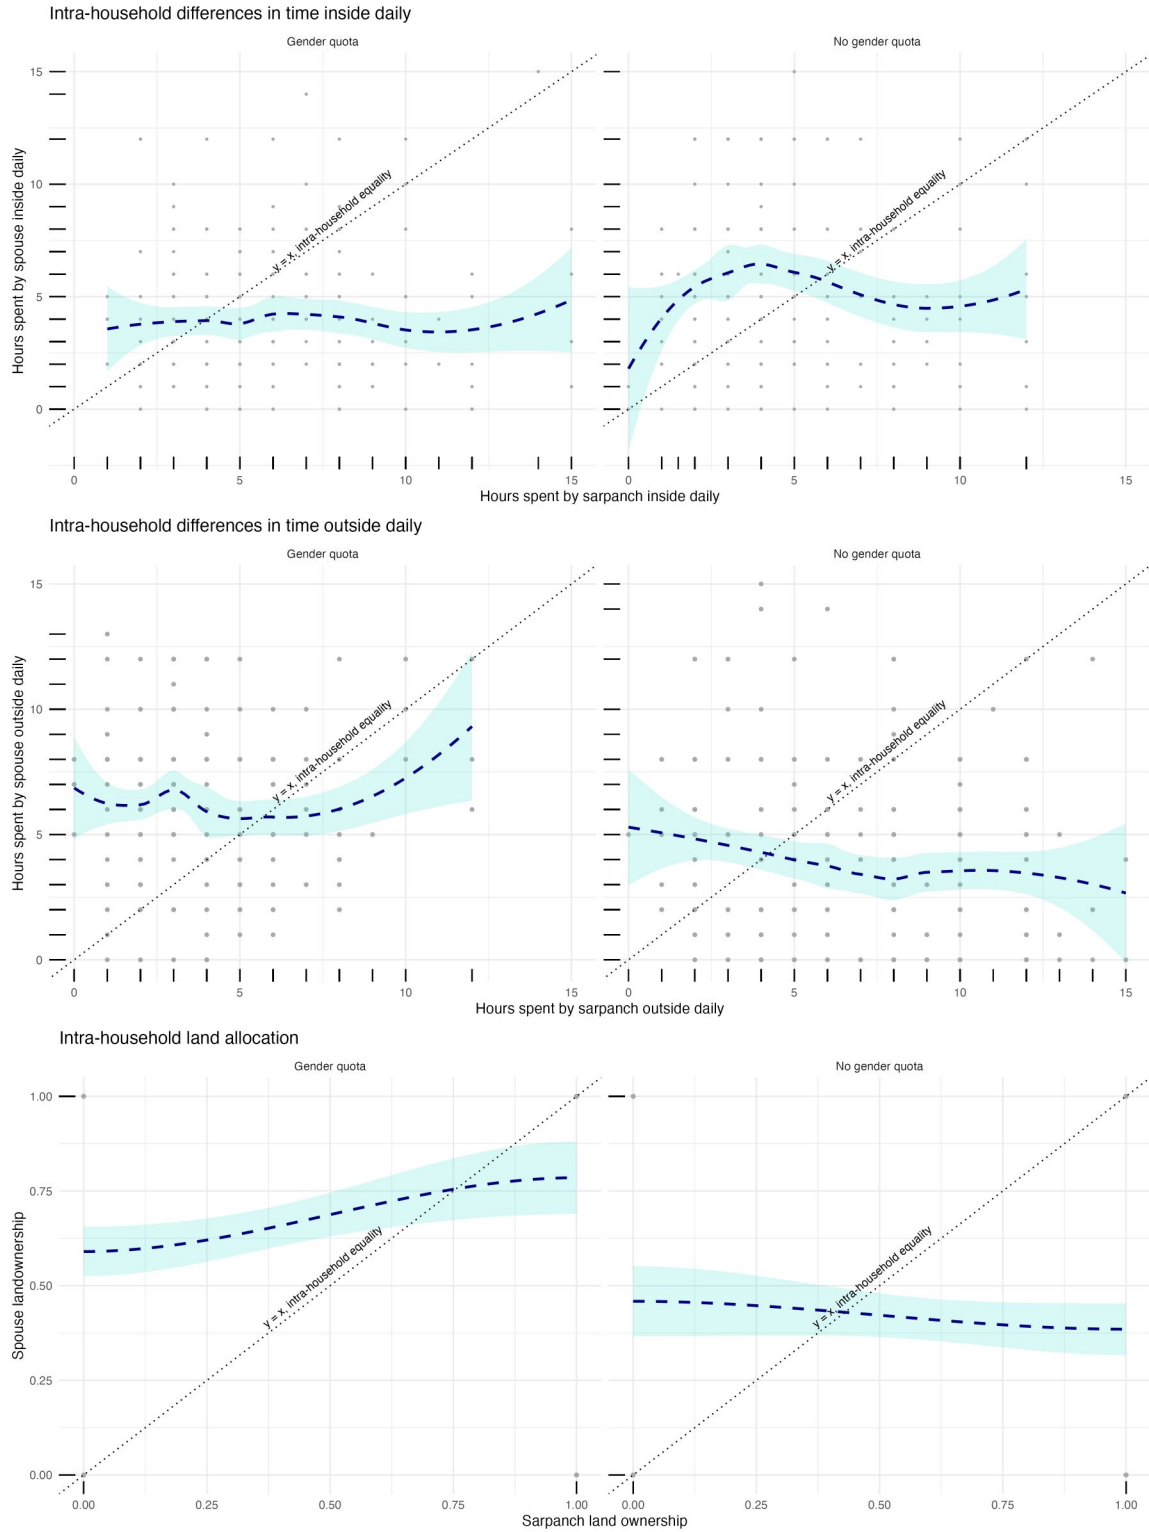 Intra-household differences in time inside daily
Gender quota
No gender quota
Hours spent by spouse inside daily
15
10
5
0
y = x, intra-household equality
y = x, intra-household equality
0 5 10 15 0 5 10 15
Hours spent by sarpanch inside daily
Intra-household differences in time outside daily
Gender quota
No gender quota
Hours spent by spouse outside daily
15
10
5
0
y = x, intra-household equality
y = x, intra-household equality
0 5 10 15 0 5 10 15
Hours spent by sarpanch outside daily
Intra-household land allocation
Gender quota
No gender quota
Spouse landownership
1.00
0.75
0.50
0.25
0.00
y = x, intra-household equality
y = x, intra-household equality
0.00 0.25 0.50 0.75 1.00 0.00 0.25 0.50 0.75 1.00
Sarpanch land ownership